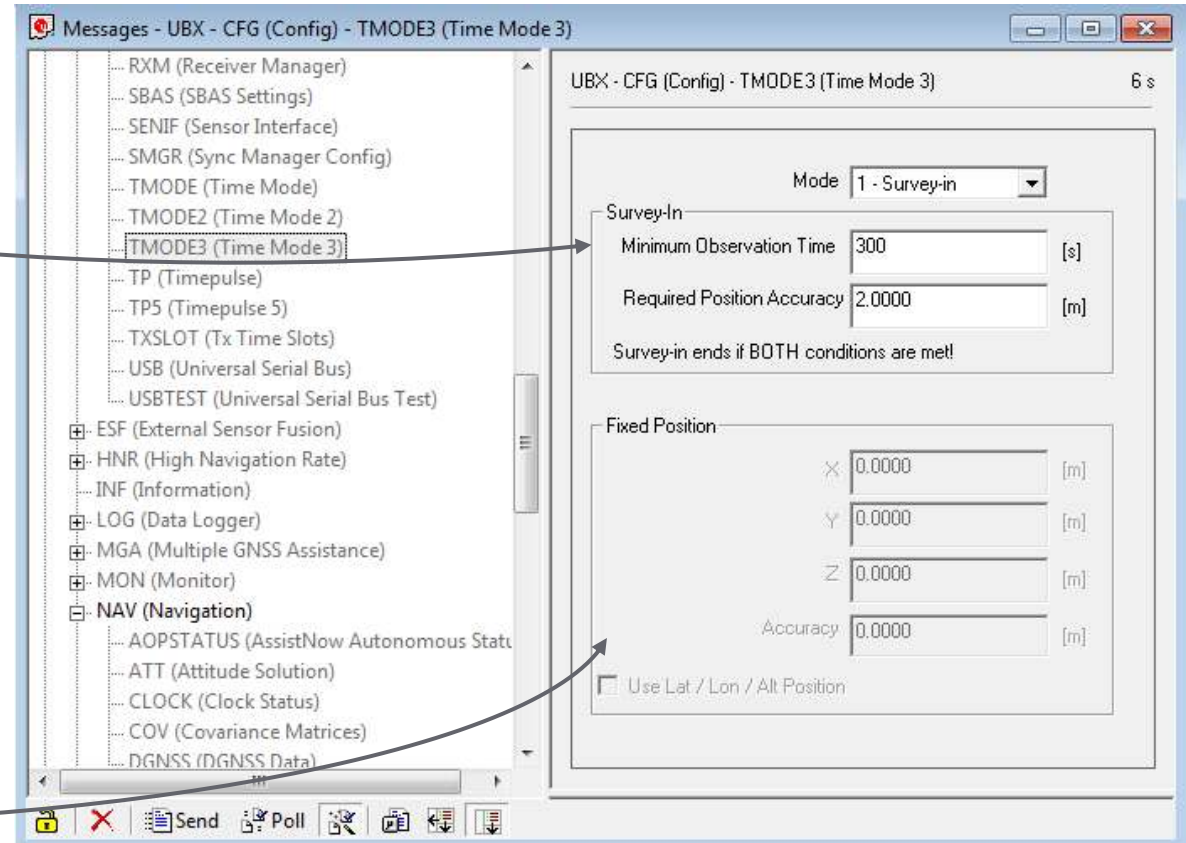 Messages - UBX - CFG (Config) - TMODE3 (Time Mode 3)
RXM (Receiver Manager)
SBAS (SBAS Settings)
SENIF (Sensor Interface)
SMGR (Sync Manager Config)
TMODE (Time Mode)
TMODE2 (Time Mode 2)
TMODE3 (Time Mode 3)
TP (Timepulse)
TP5 (Timepulse 5)
TXSLOT (Tx Time Slots)
USB (Universal Serial Bus)
USBTEST (Universal Serial Bus Test)
ESF (External Sensor Fusion)
HNR (High Navigation Rate)
INF (Information)
LOG (Data Logger)
MGA (Multiple GNSS Assistance)
MON (Monitor)
NAV (Navigation)
AOPSTATUS (AssistNow Autonomous Statu
ATT (Attitude Solution)
CLOCK (Clock Status)
COV (Covariance Matrices)
DGNSS (DGNSS Data)
UBX - CFG (Config) - TMODE3 (Time Mode 3) 6 s
Mode 1 - Survey-in
Survey-In
Minimum Observation Time 300 [s]
Required Position Accuracy 2.0000 [m]
Survey-in ends if BOTH conditions are met!
Fixed Position
X 0.0000 [m]
Y 0.0000 [m]
Z 0.0000 [m]
Accuracy 0.0000 [m]
Use Lat / Lon / Alt Position
Send Poll